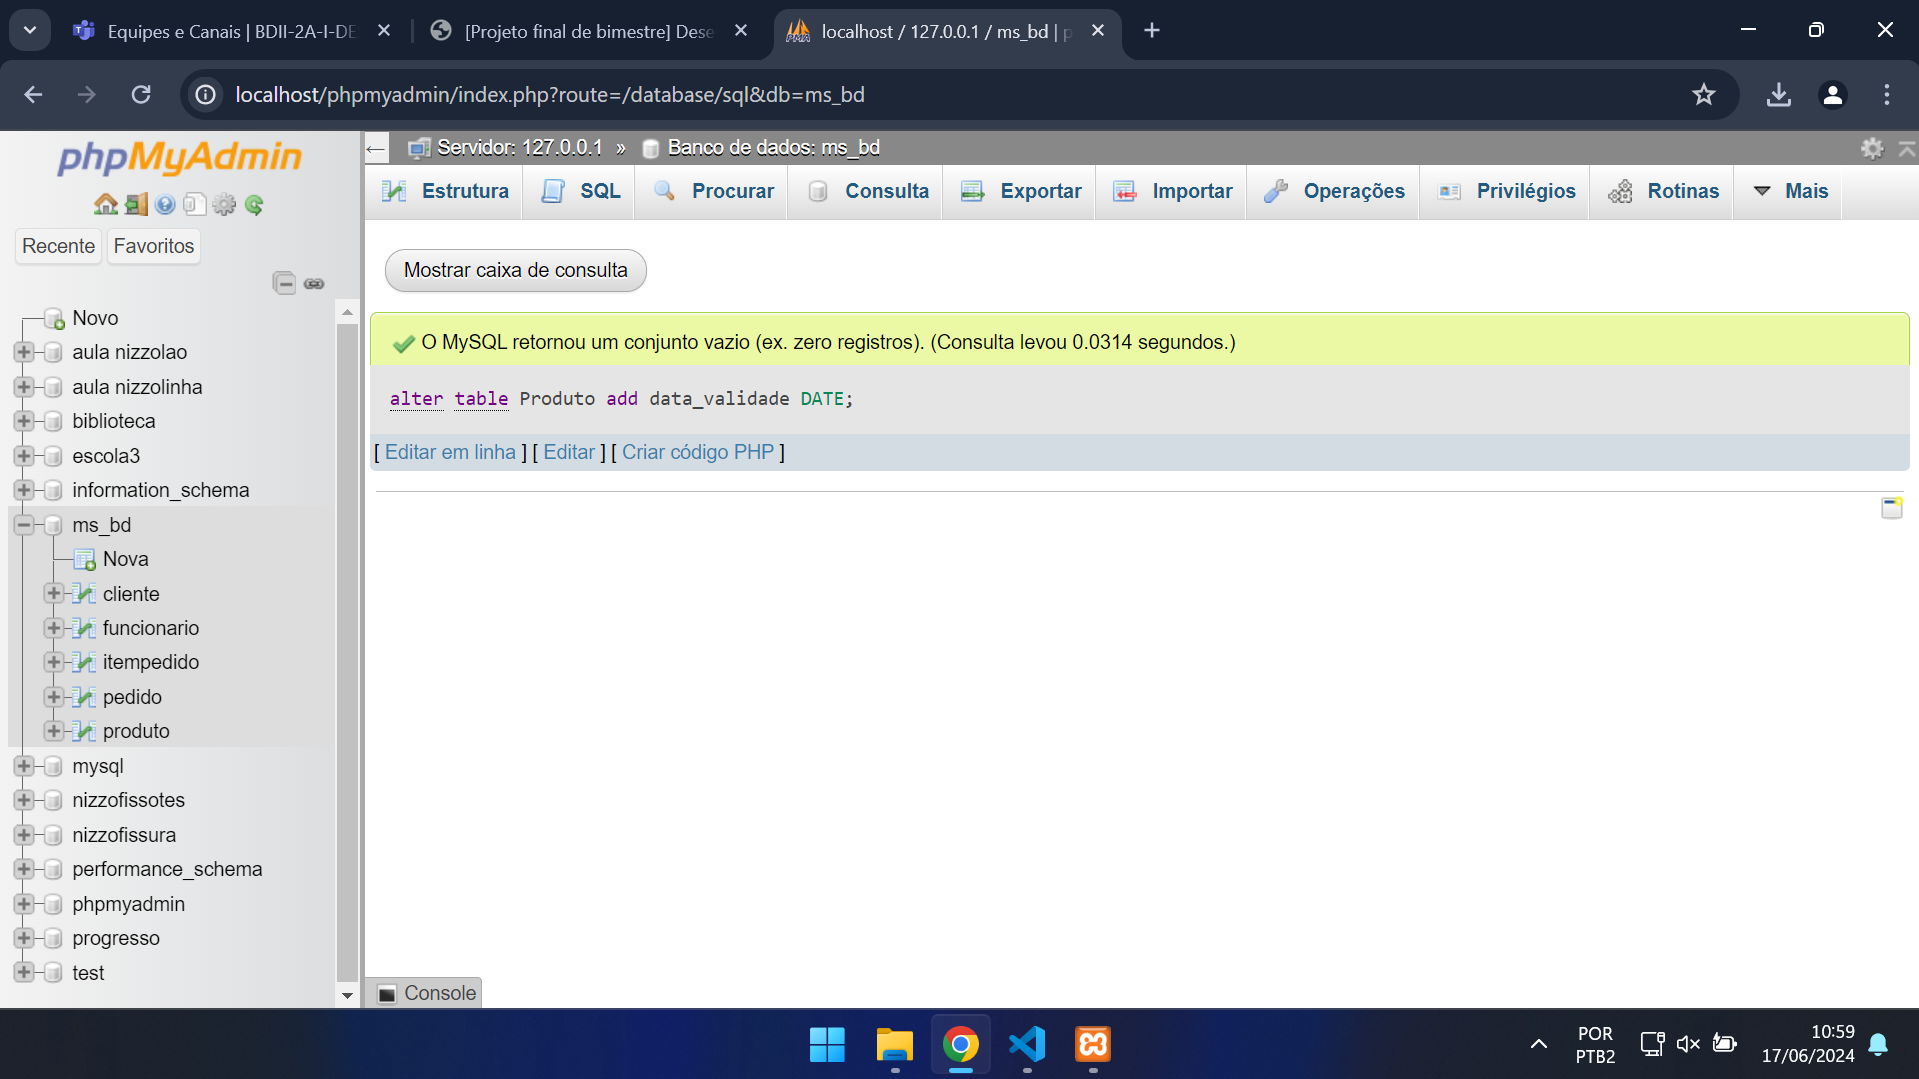 Equipes e Canais | BDII-2A-I-DE
[Projeto final de bimestre] Dese
localhost / 127.0.0.1 / ms_bd | p
localhost/phpmyadmin/index.php?route=/database/sql&db=ms_bd
phpMyAdmin
Recente
Favoritos
Novo
aula nizzolao
aula nizzolinha
biblioteca
escola3
information_schema
ms_bd
Nova
cliente
funcionario
itempedido
pedido
produto
mysql
nizzofissotes
nizzofissura
performance_schema
phpmyadmin
progresso
test
Servidor: 127.0.0.1 » Banco de dados: ms_bd
Estrutura SQL Procurar Consulta Exportar Importar Operações Privilégios Rotinas Mais
Mostrar caixa de consulta
O MySQL retornou um conjunto vazio (ex. zero registros). (Consulta levou 0.0314 segundos.)
alter table Produto add data_validade DATE;
[ Editar em linha ] [ Editar ] [ Criar código PHP ]
Console
POR
PTB2
10:59
17/06/2024